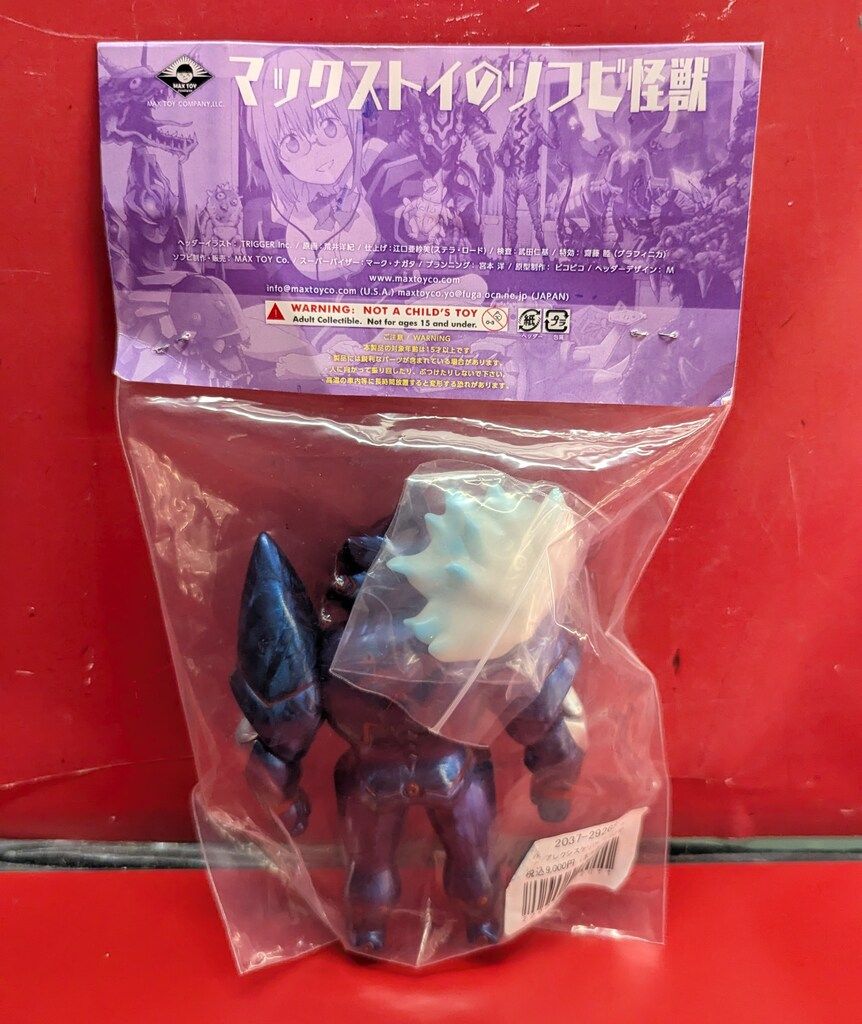 マックストイのソフビ怪獣
MAX TOY
MAX TOY COMPANY,LLC.
ヘッダーイラスト: TRIGGER Inc. / 原画: 荒井洋紀 / 仕上げ: 江口亜紗美(ステラ・ロード) / 検査: 武田仁基 / 特効: 齋藤 睦 (グラフィニカ)
ソフビ制作・販売: MAX TOY Co. / スーパーバイザー: マーク・ナガタ / プランニング: 宮本 洋 / 原型制作: ピコピコ / ヘッダーデザイン: M
www.maxtoyco.com
info@maxtoyco.com (U.S.A.) maxtoyco.yo@fuga.ocn.ne.jp (JAPAN)
WARNING: NOT A CHILD'S TOY
Adult Collectible. Not for ages 15 and under.
0-3
紙
ヘッダー
プラ
包装
ご注意 / WARNING
・本製品の対象年齢は15才以上です。
・製品には鋭利なパーツが含まれている場合があります。
人に向かって振り回したり、ぶつけたりしないで下さい。
・高温の車内等に長時間放置すると変形する恐れがあります。
2037-292
税込9,000円